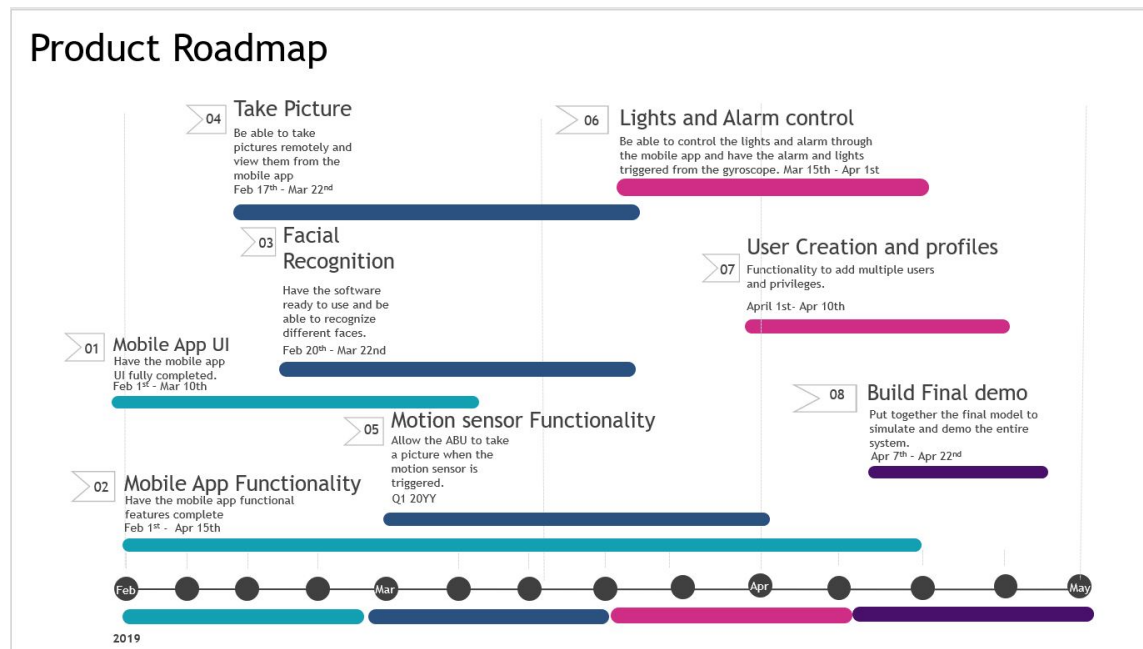 Product Roadmap
04
Take Picture
Be able to take
pictures remotely and
view them from the
mobile app
Feb 17th - Mar 22nd
06
Lights and Alarm control
Be able to control the lights and alarm through
the mobile app and have the alarm and lights
triggered from the gyroscope. Mar 15th - Apr 1st
03
Facial
Recognition
Have the software
ready to use and be
able to recognize
different faces.
Feb 20th – Mar 22nd
07
User Creation and profiles
Functionality to add multiple users
and privileges.
April 1st- Apr 10th
01
Mobile App UI
Have the mobile app
UI fully completed.
Feb 1st - Mar 10th
08
Build Final demo
Put together the final model to
simulate and demo the entire
system.
Apr 7th – Apr 22nd
05
Motion sensor Functionality
Allow the ABU to take
a picture when the
motion sensor is
triggered.
Q1 20YY
02
Mobile App Functionality
Have the mobile app functional
features complete
Feb 1st - Apr 15th
Feb
Mar
Apr
May
2019